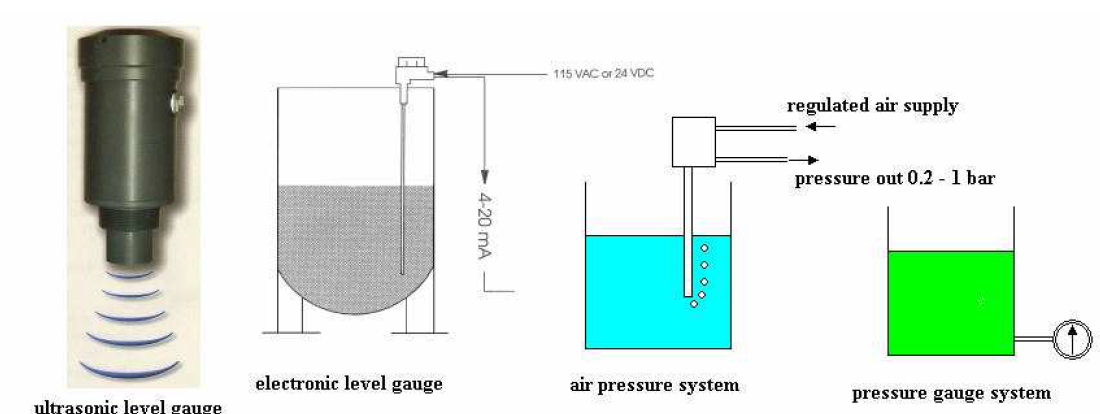 115 VAC or 24 VDC
4-20 mA
regulated air supply
pressure out 0.2 - 1 bar
ultrasonic level gauge
electronic level gauge
air pressure system
pressure gauge system